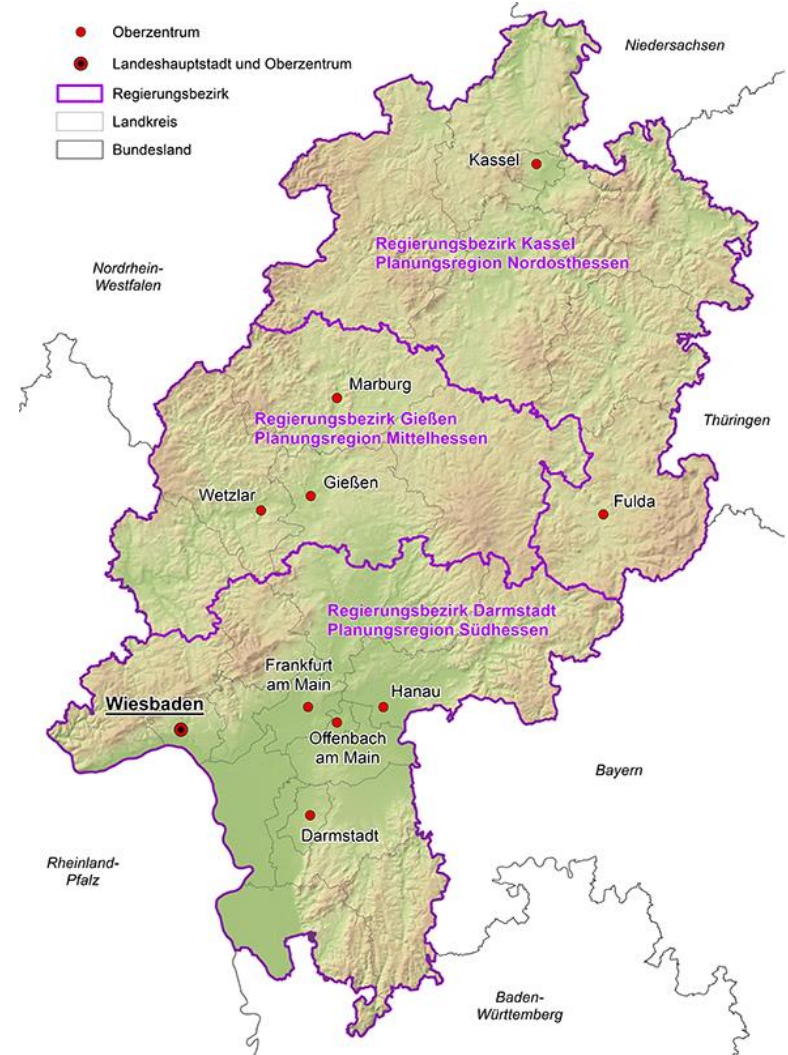 Oberzentrum
Landeshauptstadt und Oberzentrum
Regierungsbezirk
Landkreis
Bundesland
Niedersachsen
Kassel
Regierungsbezirk Kassel
Planungsregion Nordosthessen
Nordrhein-
Westfalen
Marburg
Regierungsbezirk Gießen
Planungsregion Mittelhessen
Thüringen
Gießen
Wetzlar
Fulda
Regierungsbezirk Darmstadt
Planungsregion Südhessen
Frankfurt
am Main
Hanau
Wiesbaden
Offenbach
am Main
Bayern
Darmstadt
Rheinland-
Pfalz
Baden-
Württemberg